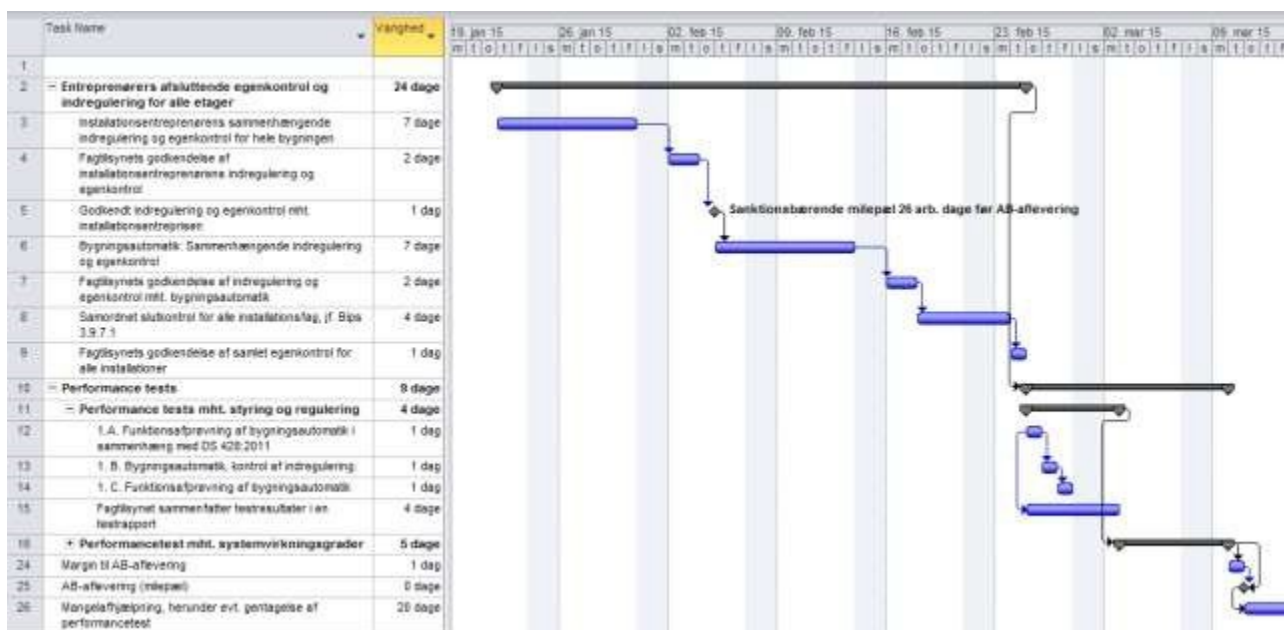 Task Name
Varighed
19. jan 15 26. jan 15 02. feb 15 09. feb 15 16. feb 15 23. feb 15 02. mar 15 09. mar 15
m t o t f l s m t o t f l s m t o t f l s m t o t f l s m t o t f l s m t o t f l s m t o t f l s m t o t f
1
2 − Entreprenørers afsluttende egenkontrol og 24 dage
indregulering for alle etager
3 Installationsentreprenørens sammenhængende 7 dage
indregulering og egenkontrol for hele bygningen
4 Fagtilsynets godkendelse af 2 dage
installationsentreprenørens indregulering og
egenkontrol
5 Godkendt indregulering og egenkontrol mht. 1 dag
installationsentreprisen
Sanktionsbærende milepæl 26 arb. dage før AB-aflevering
6 Bygningsautomatik: Sammenhængende indregulering 7 dage
og egenkontrol
7 Fagtilsynets godkendelse af indregulering og 2 dage
egenkontrol mht. bygningsautomatik
8 Samordnet slutkontrol for alle installationsfag, jf. Bips 4 dage
3.9.7.1
9 Fagtilsynets godkendelse af samlet egenkontrol for 1 dag
alle installationer
10 − Performance tests 9 dage
11 − Performance tests mht. styring og regulering 4 dage
12 1.A. Funktionsafprøvning af bygningsautomatik i 1 dag
sammenhæng med DS 428:2011
13 1. B. Bygningsautomatik, kontrol af indregulering 1 dag
14 1. C. Funktionsafprøvning af bygningsautomatik 1 dag
15 Fagtilsynet sammenfatter testresultater i en 4 dage
testrapport
18 + Performancetest mht. systemvirkningsgrader 5 dage
24 Margin til AB-aflevering 1 dag
25 AB-aflevering (milepæl) 0 dage
26 Mangelafhjælpning, herunder evt. gentagelse af 20 dage
performancetest